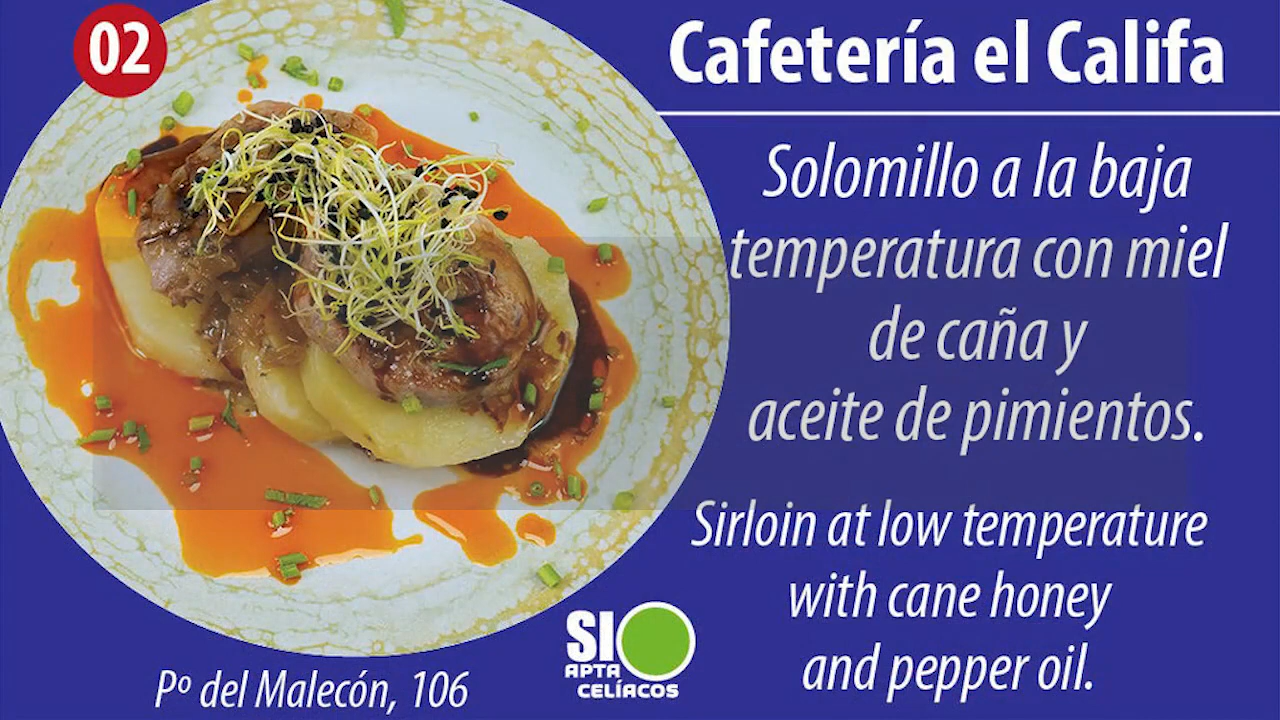 02
Cafetería el Califa
Solomillo a la baja
temperatura con miel
de caña y
aceite de pimientos.
Sirloin at low temperature
with cane honey
and pepper oil.
SI
APTA
CELÍACOS
Pº del Malecón, 106